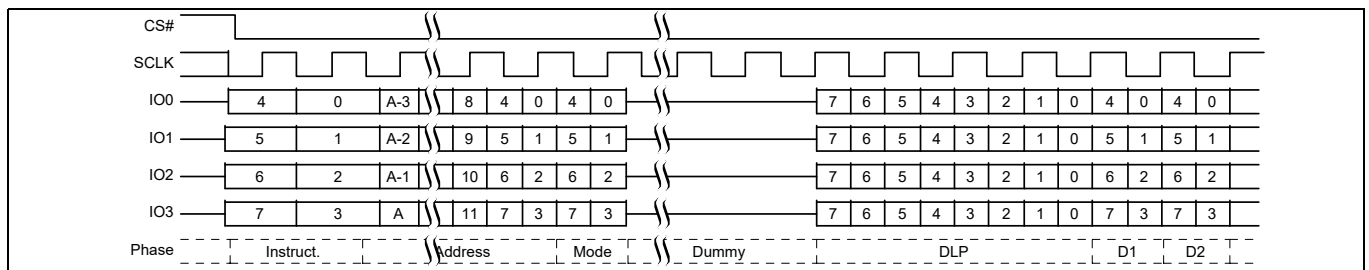 CS#
SCLK
IO0 4 0 A-3 8 4 0 4 0 7 6 5 4 3 2 1 0 4 0 4 0
IO1 5 1 A-2 9 5 1 5 1 7 6 5 4 3 2 1 0 5 1 5 1
IO2 6 2 A-1 10 6 2 6 2 7 6 5 4 3 2 1 0 6 2 6 2
IO3 7 3 A 11 7 3 7 3 7 6 5 4 3 2 1 0 7 3 7 3
Phase Instruct. Address Mode Dummy DLP D1 D2